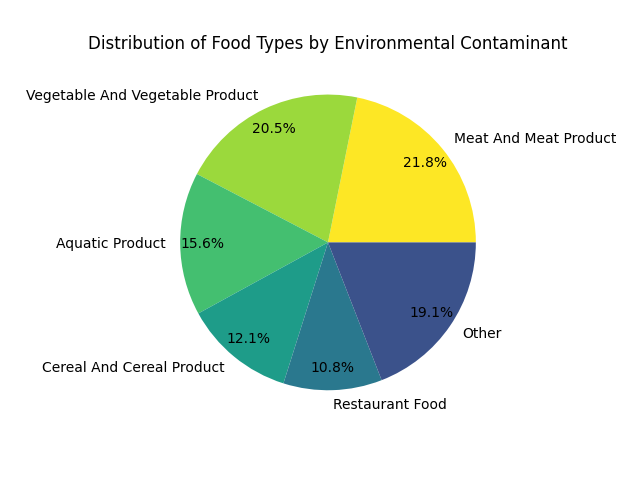 Distribution of Food Types by Environmental Contaminant
Vegetable And Vegetable Product
20.5%
Meat And Meat Product
21.8%
Aquatic Product
15.6%
Cereal And Cereal Product
12.1%
Restaurant Food
10.8%
Other
19.1%